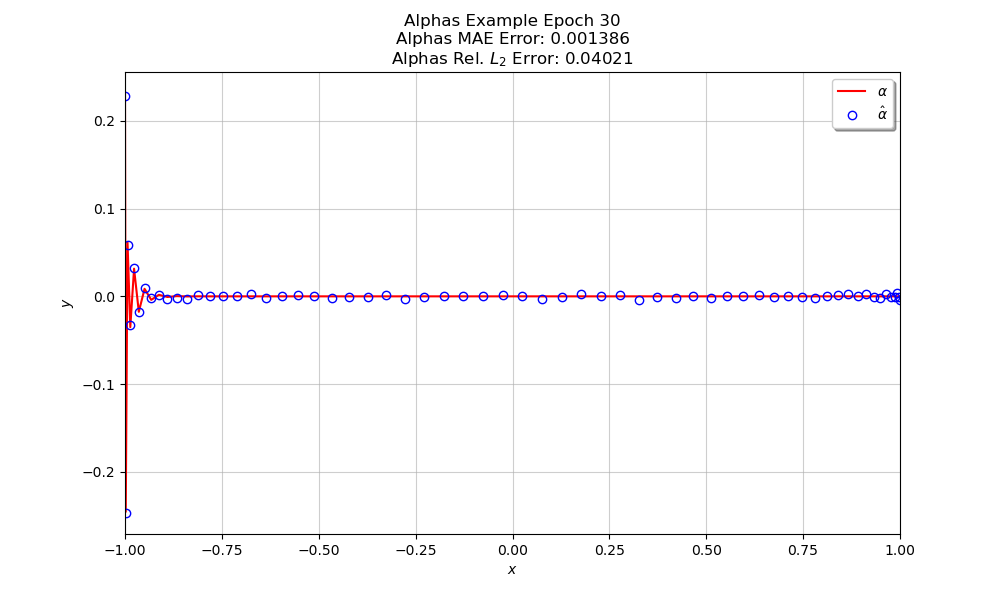 Alphas Example Epoch 30
Alphas MAE Error: 0.001386
Alphas Rel. $L_2$ Error: 0.04021
α
α̂
0.2
0.1
0.0
−0.1
−0.2
y
−1.00 −0.75 −0.50 −0.25 0.00 0.25 0.50 0.75 1.00
x